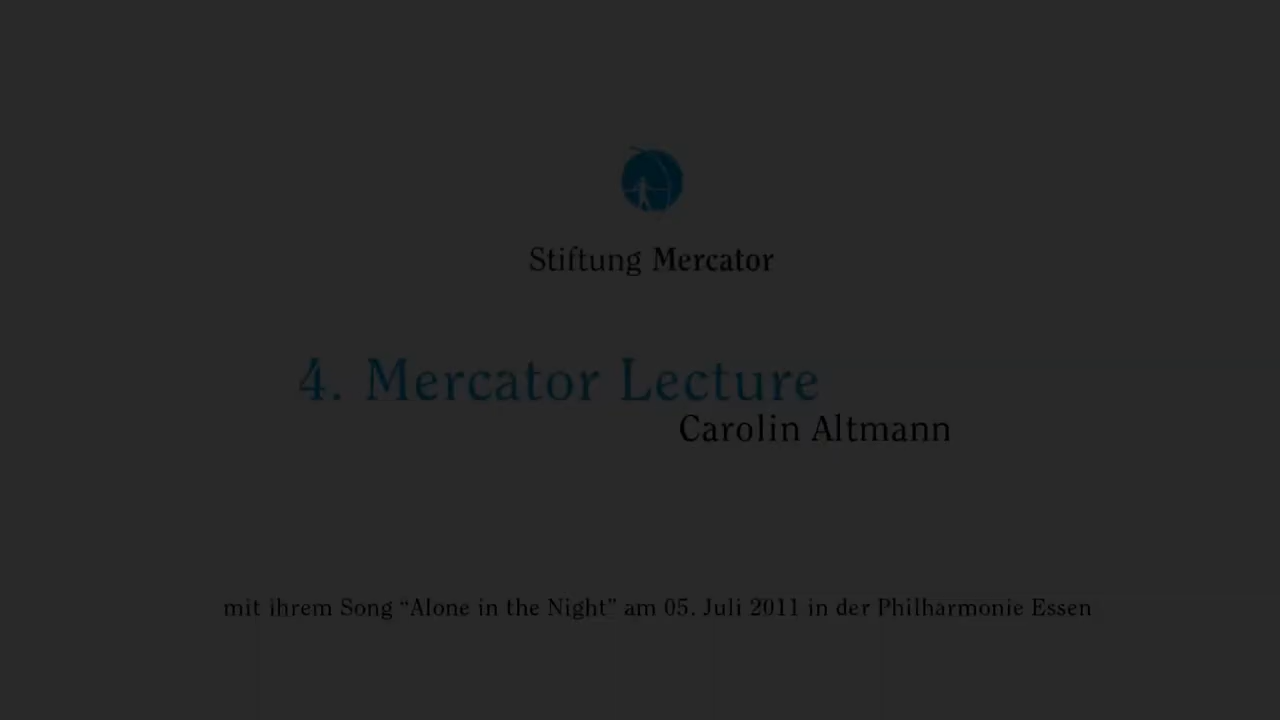 Stiftung Mercator
4. Mercator Lecture
Carolin Altmann
mit ihrem Song “Alone in the Night” am 05. Juli 2011 in der Philharmonie Essen